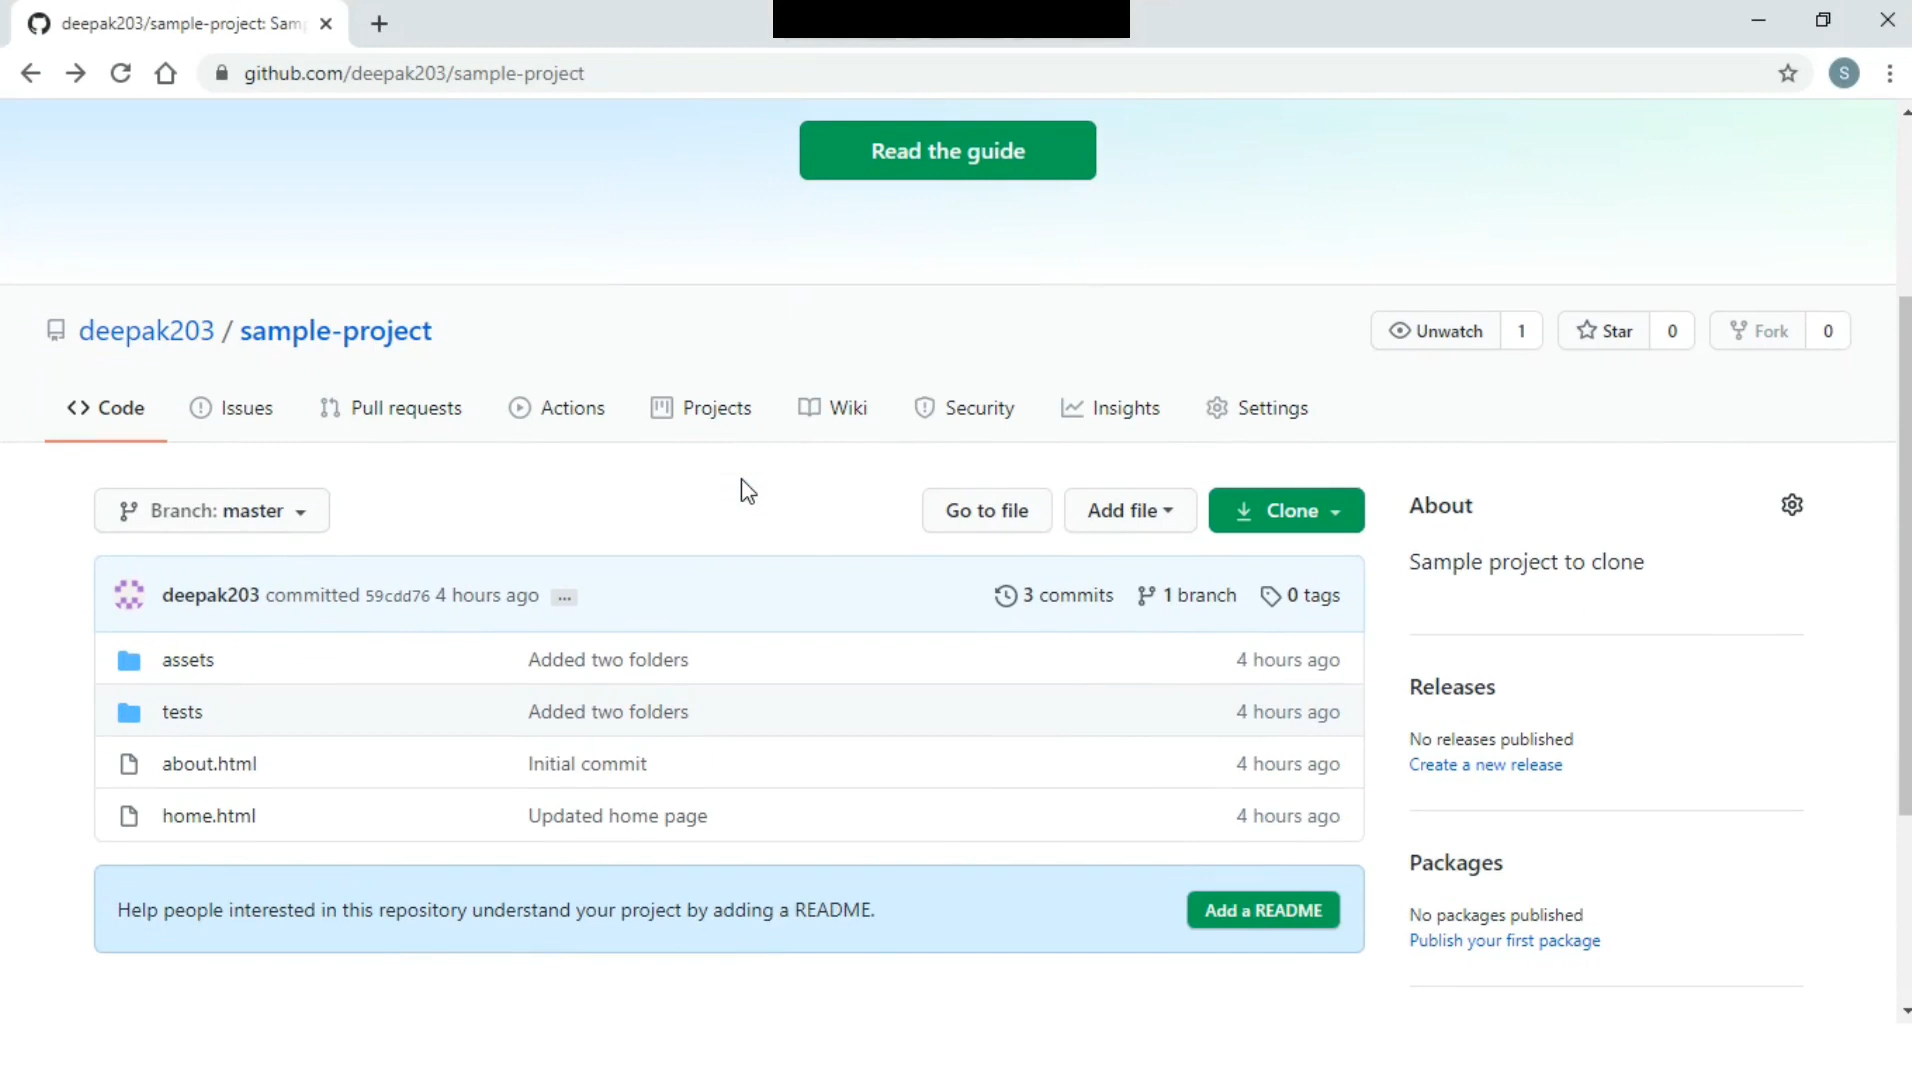 deepak203/sample-project: Sam
github.com/deepak203/sample-project
S
Read the guide
deepak203 / sample-project
Unwatch 1
Star 0
Fork 0
<> Code
Issues
Pull requests
Actions
Projects
Wiki
Security
Insights
Settings
Branch: master
Go to file
Add file
Clone
About
Sample project to clone
deepak203 committed 59cdd76 4 hours ago ...
3 commits
1 branch
0 tags
assets Added two folders 4 hours ago
tests Added two folders 4 hours ago
about.html Initial commit 4 hours ago
home.html Updated home page 4 hours ago
Help people interested in this repository understand your project by adding a README.
Add a README
Releases
No releases published
Create a new release
Packages
No packages published
Publish your first package